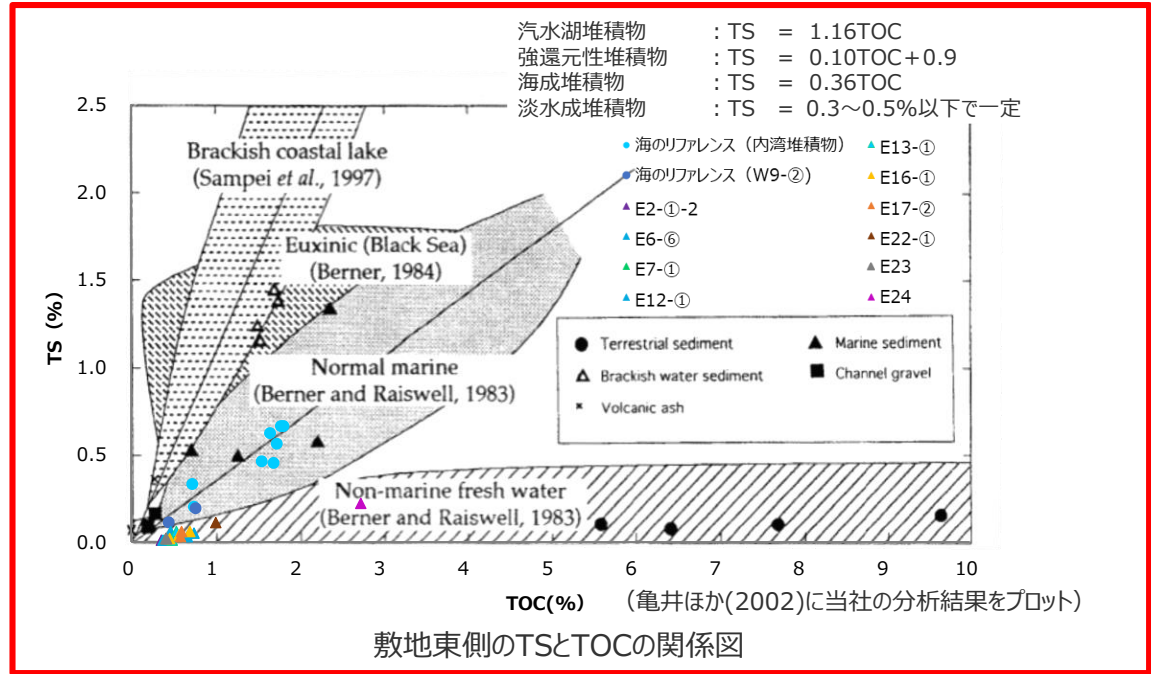 汽水湖堆積物 : TS = 1.16TOC
強還元性堆積物 : TS = 0.10TOC+0.9
海成堆積物 : TS = 0.36TOC
淡水成堆積物 : TS = 0.3～0.5%以下で一定
海のリファレンス（内湾堆積物）
海のリファレンス（W9-②)
E2-①-2
E6-⑥
E7-①
E12-①
E13-①
E16-①
E17-②
E22-①
E23
E24
Brackish coastal lake
(Sampei et al., 1997)
Euxinic (Black Sea)
(Berner, 1984)
Normal marine
(Berner and Raiswell, 1983)
Non-marine fresh water
(Berner and Raiswell, 1983)
Terrestrial sediment
Marine sediment
Brackish water sediment
Channel gravel
Volcanic ash
TS (%)
2.5
2.0
1.5
1.0
0.5
0.0
0 1 2 3 4 5 6 7 8 9 10
TOC(%) （亀井ほか(2002)に当社の分析結果をプロット）
敷地東側のTSとTOCの関係図